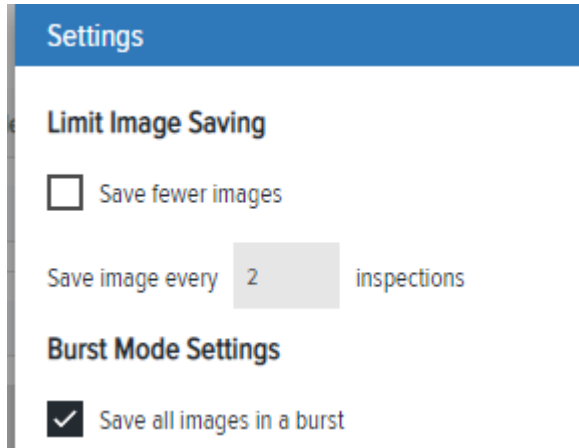 Settings
Limit Image Saving
Save fewer images
Save image every 2 inspections
Burst Mode Settings
Save all images in a burst